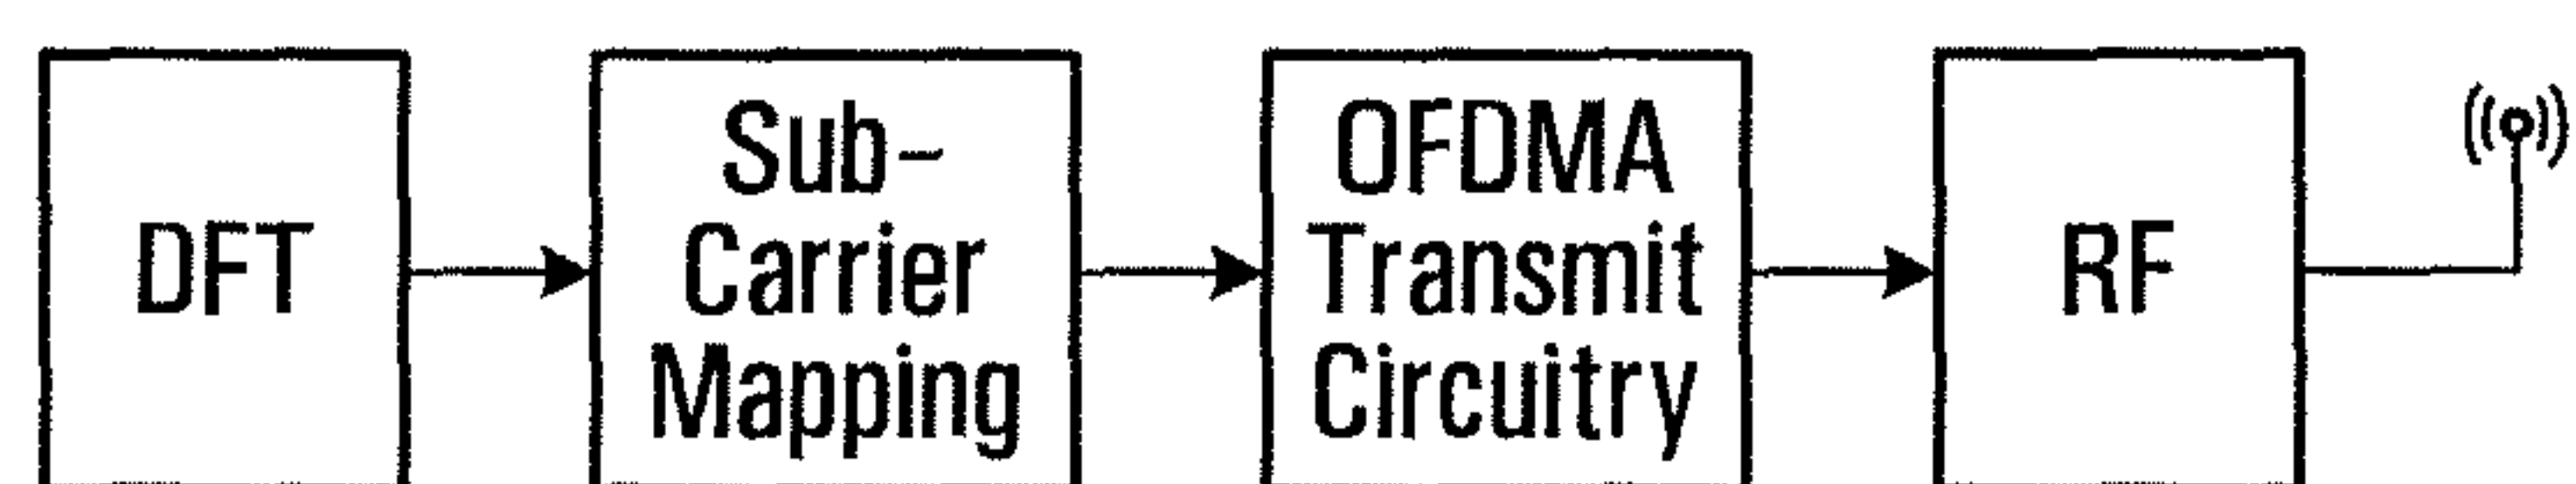 DFT
Sub-
Carrier
Mapping
OFDMA
Transmit
Circuitry
RF